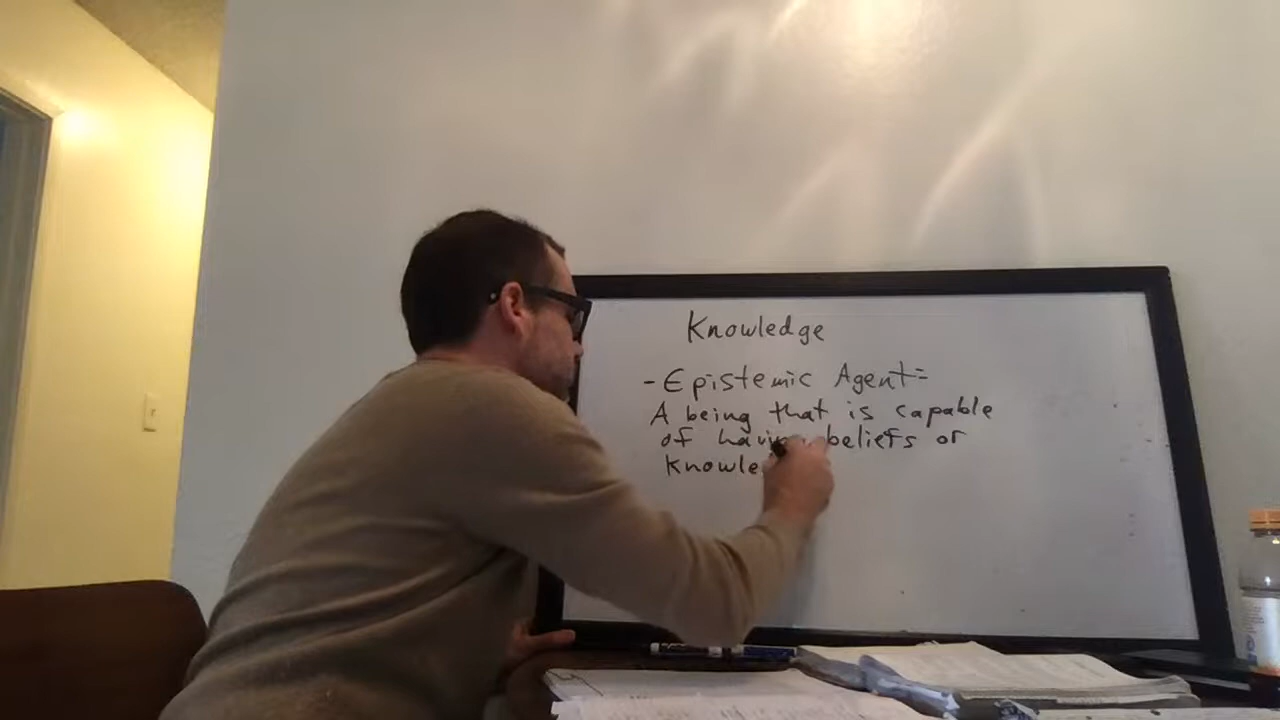 Knowledge
- Epistemic Agent=
A being that is capable
of having beliefs or
Knowle